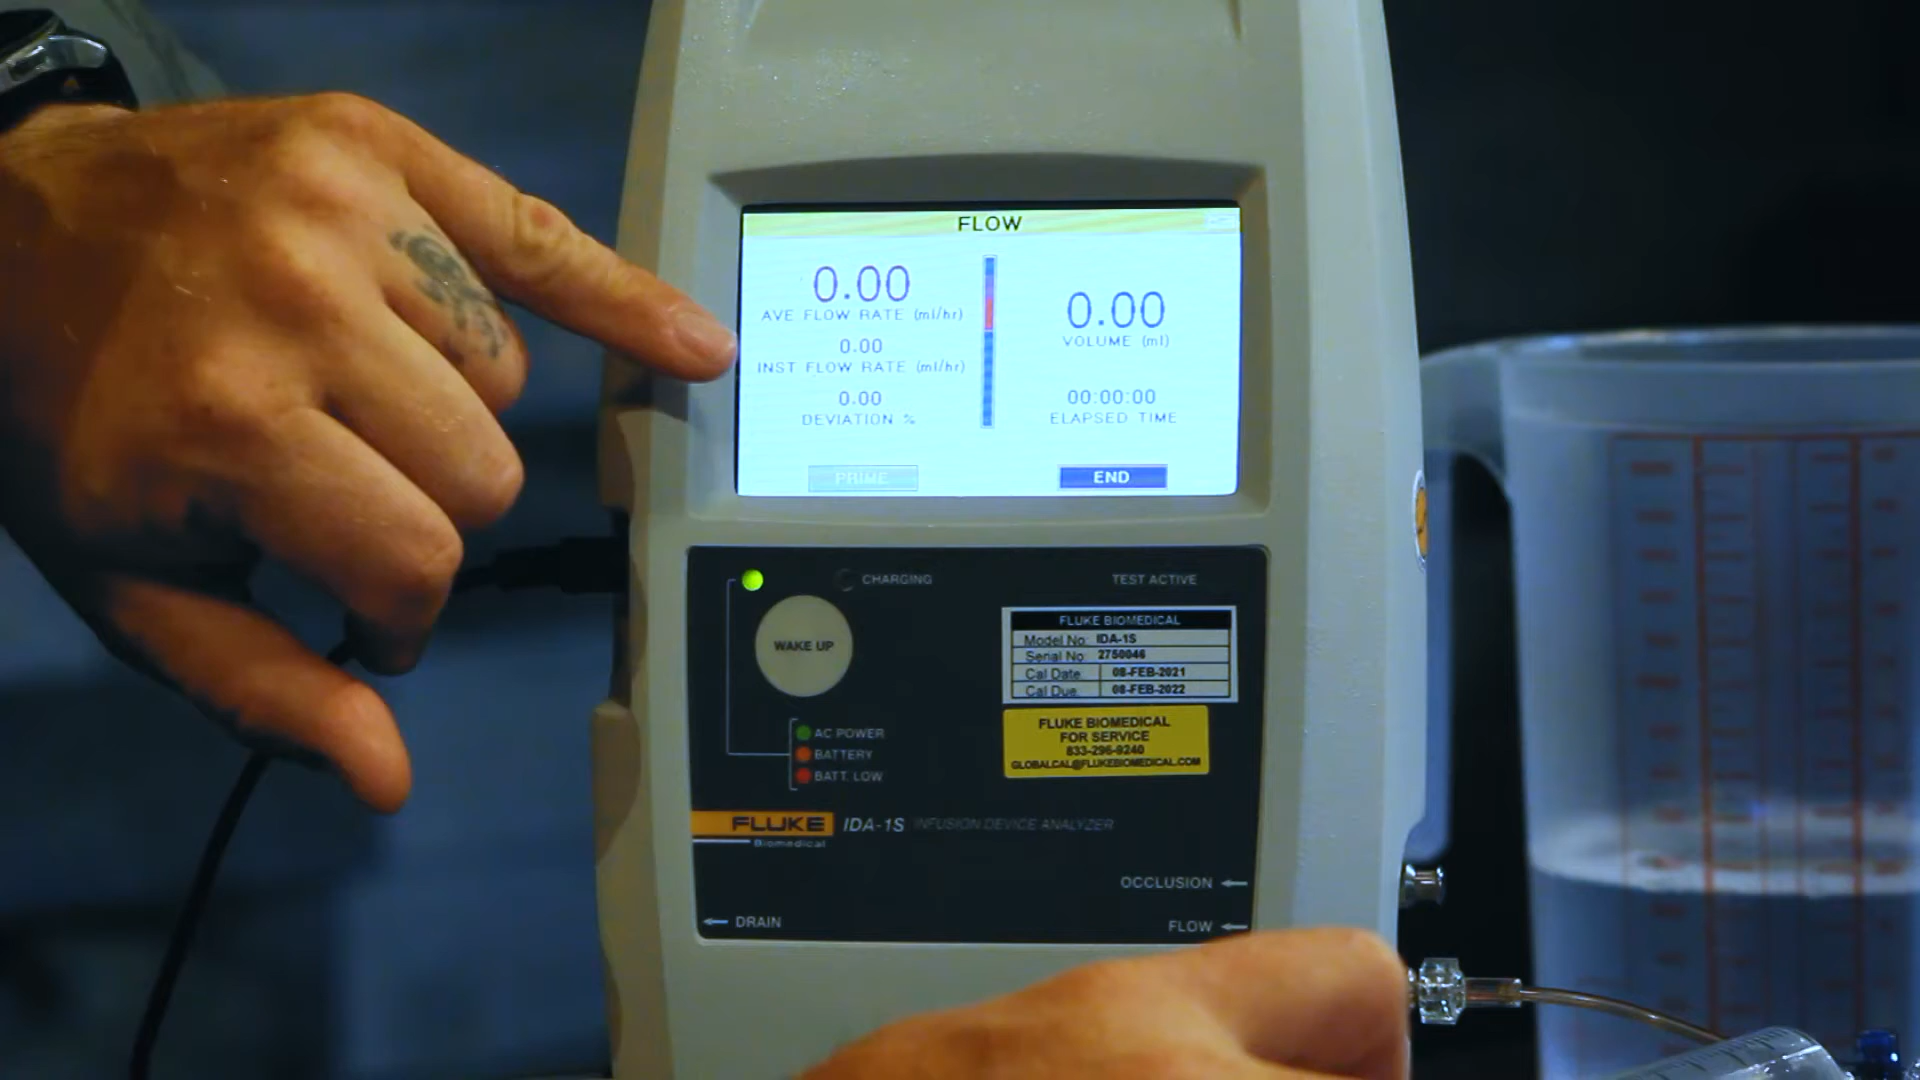 FLOW
0.00
AVE FLOW RATE (ml/hr)
0.00
INST FLOW RATE (ml/hr)
0.00
DEVIATION %
0.00
VOLUME (ml)
00:00:00
ELAPSED TIME
PRIME
END
CHARGING
TEST ACTIVE
WAKE UP
AC POWER
BATTERY
BATT. LOW
FLUKE BIOMEDICAL
Model No: IDA-1S
Serial No: 2750046
Cal Date: 08-FEB-2021
Cal Due: 08-FEB-2022
FLUKE BIOMEDICAL
FOR SERVICE
833-296-9240
GLOBALCAL@FLUKEBIOMEDICAL.COM
FLUKE IDA-1S INFUSION DEVICE ANALYZER
Biomedical
OCCLUSION
DRAIN
FLOW